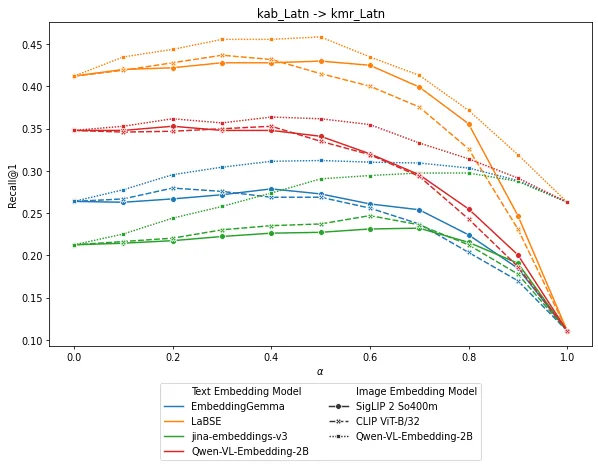 kab_Latn -> kmr_Latn
Recall@1
0.45
0.40
0.35
0.30
0.25
0.20
0.15
0.10
0.0 0.2 0.4 0.6 0.8 1.0
α
Text Embedding Model
EmbeddingGemma
LaBSE
jina-embeddings-v3
Qwen-VL-Embedding-2B
Image Embedding Model
SigLIP 2 So400m
CLIP ViT-B/32
Qwen-VL-Embedding-2B